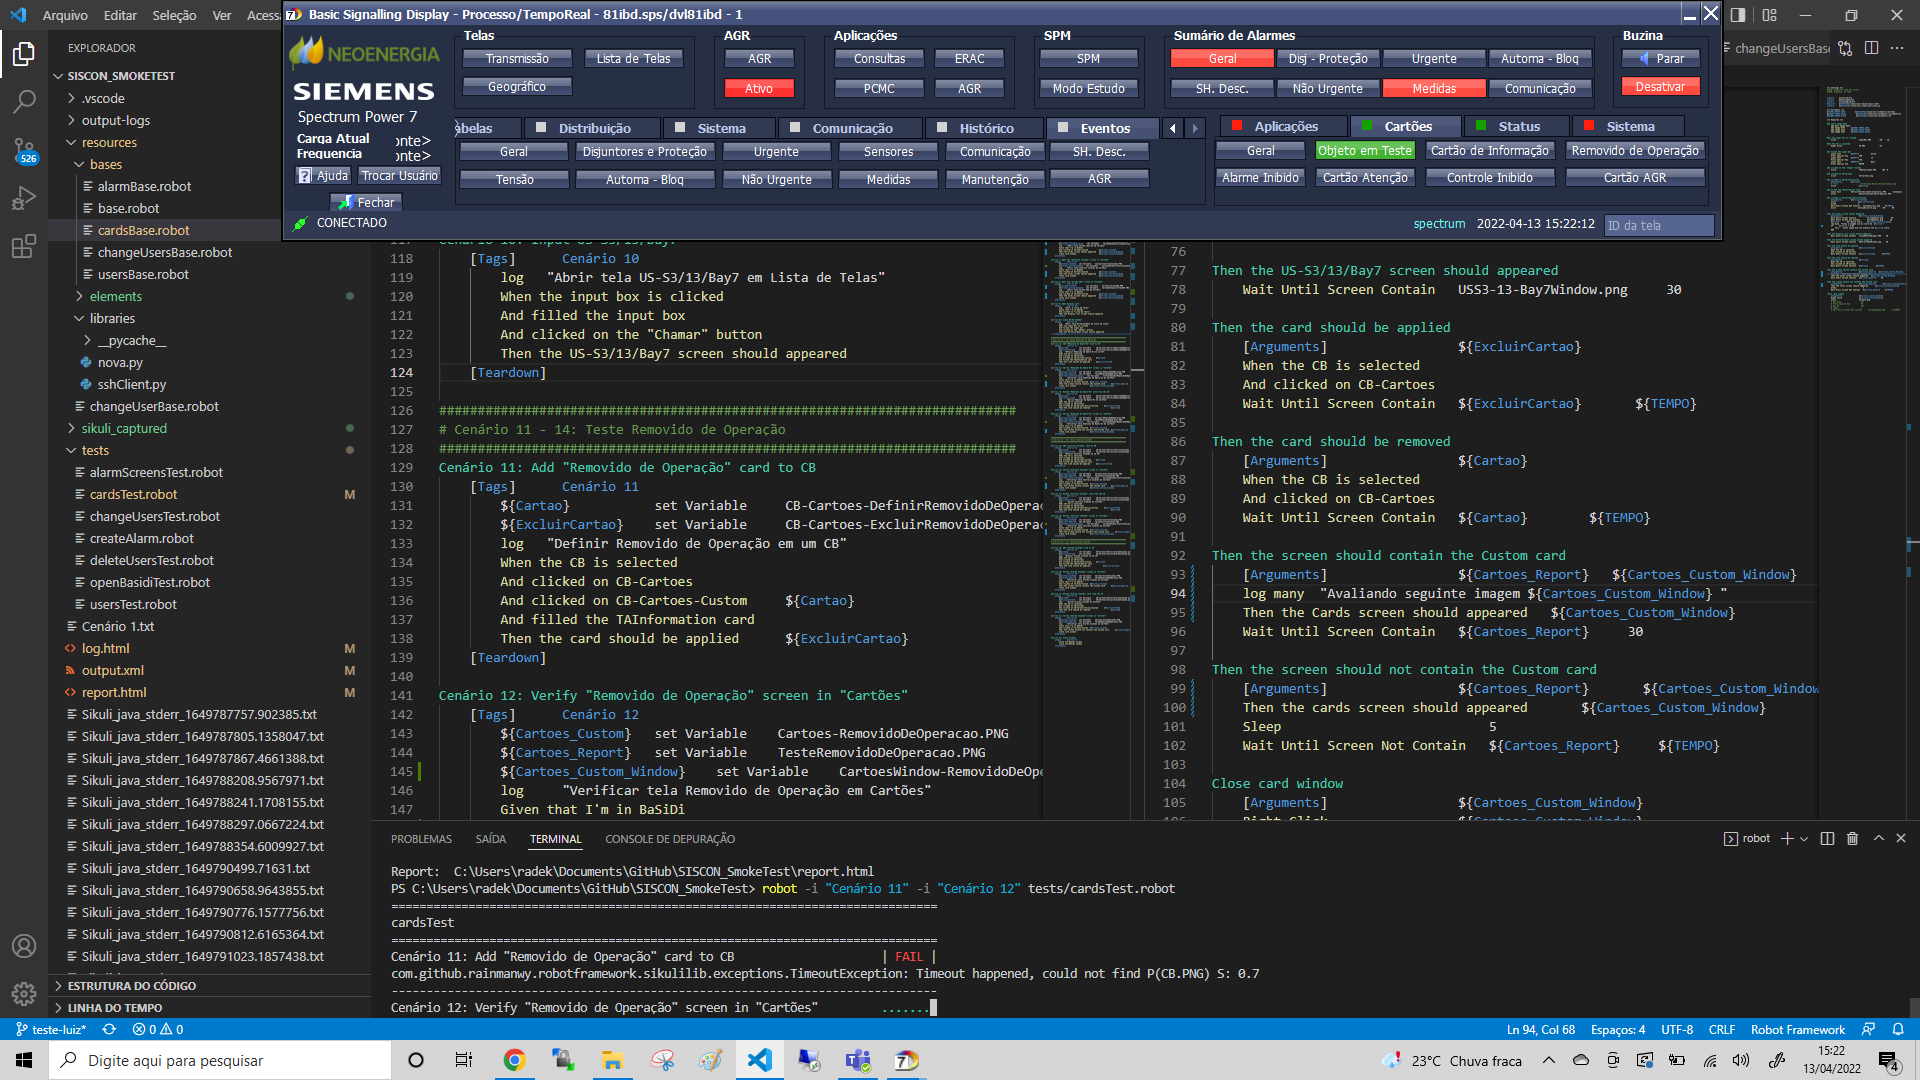 Arquivo Editar Seleção Ver Acess
Basic Signalling Display - Processo/TempoReal - 81ibd.sps/dvl81ibd - 1
NEOENERGIA
SIEMENS
Spectrum Power 7
Carga Atual
onte>
Frequencia
onte>
Ajuda Trocar Usuário
Fechar
CONECTADO
Telas
Transmissão Lista de Telas
Geográfico
AGR
AGR
Ativo
Aplicações
Consultas ERAC
PCMC AGR
SPM
SPM
Modo Estudo
Sumário de Alarmes
Geral Disj - Proteção Urgente Automa - Bloq
SH. Desc. Não Urgente Medidas Comunicação
Buzina
Parar
Desativar
abelas Distribuição Sistema Comunicação Histórico Eventos
Geral Disjuntores e Proteção Urgente Sensores Comunicação SH. Desc.
Tensão Automa - Bloq Não Urgente Medidas Manutenção AGR
Aplicações Cartões Status Sistema
Geral Objeto em Teste Cartão de Informação Removido de Operação
Alarme Inibido Cartão Atenção Controle Inibido Cartão AGR
spectrum 2022-04-13 15:22:12 ID da tela
changeUsersBas
EXPLORADOR
SISCON_SMOKETEST
.vscode
output-logs
resources
bases
526
alarmBase.robot
base.robot
cardsBase.robot
changeUsersBase.robot
usersBase.robot
elements
libraries
__pycache__
nova.py
sshClient.py
changeUserBase.robot
sikuli_captured
tests
alarmScreensTest.robot
cardsTest.robot M
changeUsersTest.robot
createAlarm.robot
deleteUsersTest.robot
openBasidiTest.robot
usersTest.robot
Cenário 1.txt
log.html M
output.xml M
report.html M
Sikuli_java_stderr_1649787757.902385.txt
Sikuli_java_stderr_1649787805.1358047.txt
Sikuli_java_stderr_1649787867.4661388.txt
Sikuli_java_stderr_1649788208.9567971.txt
Sikuli_java_stderr_1649788241.1708155.txt
Sikuli_java_stderr_1649788297.0667224.txt
Sikuli_java_stderr_1649788354.6009927.txt
Sikuli_java_stderr_1649790499.71631.txt
Sikuli_java_stderr_1649790658.9643855.txt
Sikuli_java_stderr_1649790776.1577756.txt
Sikuli_java_stderr_1649790812.6165364.txt
Sikuli_java_stderr_1649791023.1857438.txt
ESTRUTURA DO CÓDIGO
LINHA DO TEMPO
117 Cenário 10: Input US-S3/13/Bay7
118 [Tags] Cenário 10
119 log "Abrir tela US-S3/13/Bay7 em Lista de Telas"
120 When the input box is clicked
121 And filled the input box
122 And clicked on the "Chamar" button
123 Then the US-S3/13/Bay7 screen should appeared
124 [Teardown]
125
126 ###########################################################################
127 # Cenário 11 - 14: Teste Removido de Operação
128 ###########################################################################
129 Cenário 11: Add "Removido de Operação" card to CB
130 [Tags] Cenário 11
131 ${Cartao} set Variable CB-Cartoes-DefinirRemovidoDeOpera
132 ${ExcluirCartao} set Variable CB-Cartoes-ExcluirRemovidoDeOpera
133 log "Definir Removido de Operação em um CB"
134 When the CB is selected
135 And clicked on CB-Cartoes
136 And clicked on CB-Cartoes-Custom ${Cartao}
137 And filled the TAInformation card
138 Then the card should be applied ${ExcluirCartao}
139 [Teardown]
140
141 Cenário 12: Verify "Removido de Operação" screen in "Cartões"
142 [Tags] Cenário 12
143 ${Cartoes_Custom} set Variable Cartoes-RemovidoDeOperacao.PNG
144 ${Cartoes_Report} set Variable TesteRemovidoDeOperacao.PNG
145 ${Cartoes_Custom_Window} set Variable CartoesWindow-RemovidoDeOp
146 log "Verificar tela Removido de Operação em Cartões"
147 Given that I'm in BaSiDi
76
77 Then the US-S3/13/Bay7 screen should appeared
78 Wait Until Screen Contain USS3-13-Bay7Window.png 30
79
80 Then the card should be applied
81 [Arguments] ${ExcluirCartao}
82 When the CB is selected
83 And clicked on CB-Cartoes
84 Wait Until Screen Contain ${ExcluirCartao} ${TEMPO}
85
86 Then the card should be removed
87 [Arguments] ${Cartao}
88 When the CB is selected
89 And clicked on CB-Cartoes
90 Wait Until Screen Contain ${Cartao} ${TEMPO}
91
92 Then the screen should contain the Custom card
93 [Arguments] ${Cartoes_Report} ${Cartoes_Custom_Window}
94 log many "Avaliando seguinte imagem ${Cartoes_Custom_Window} "
95 Then the Cards screen should appeared ${Cartoes_Custom_Window}
96 Wait Until Screen Contain ${Cartoes_Report} 30
97
98 Then the screen should not contain the Custom card
99 [Arguments] ${Cartoes_Report} ${Cartoes_Custom_Window
100 Then the cards screen should appeared ${Cartoes_Custom_Window}
101 Sleep 5
102 Wait Until Screen Not Contain ${Cartoes_Report} ${TEMPO}
103
104 Close card window
105 [Arguments] ${Cartoes_Custom_Window}
PROBLEMAS SAÍDA TERMINAL CONSOLE DE DEPURAÇÃO
robot
Report: C:\Users\radek\Documents\GitHub\SISCON_SmokeTest\report.html
PS C:\Users\radek\Documents\GitHub\SISCON_SmokeTest> robot -i "Cenário 11" -i "Cenário 12" tests/cardsTest.robot
==============================================================================
cardsTest
==============================================================================
Cenário 11: Add "Removido de Operação" card to CB | FAIL |
com.github.rainmanwy.robotframework.sikulilib.exceptions.TimeoutException: Timeout happened, could not find P(CB.PNG) S: 0.7
------------------------------------------------------------------------------
Cenário 12: Verify "Removido de Operação" screen in "Cartões" .......
teste-luiz* 0 0
Ln 94, Col 68 Espaços: 4 UTF-8 CRLF Robot Framework
Digite aqui para pesquisar
23°C Chuva fraca
15:22
13/04/2022
4